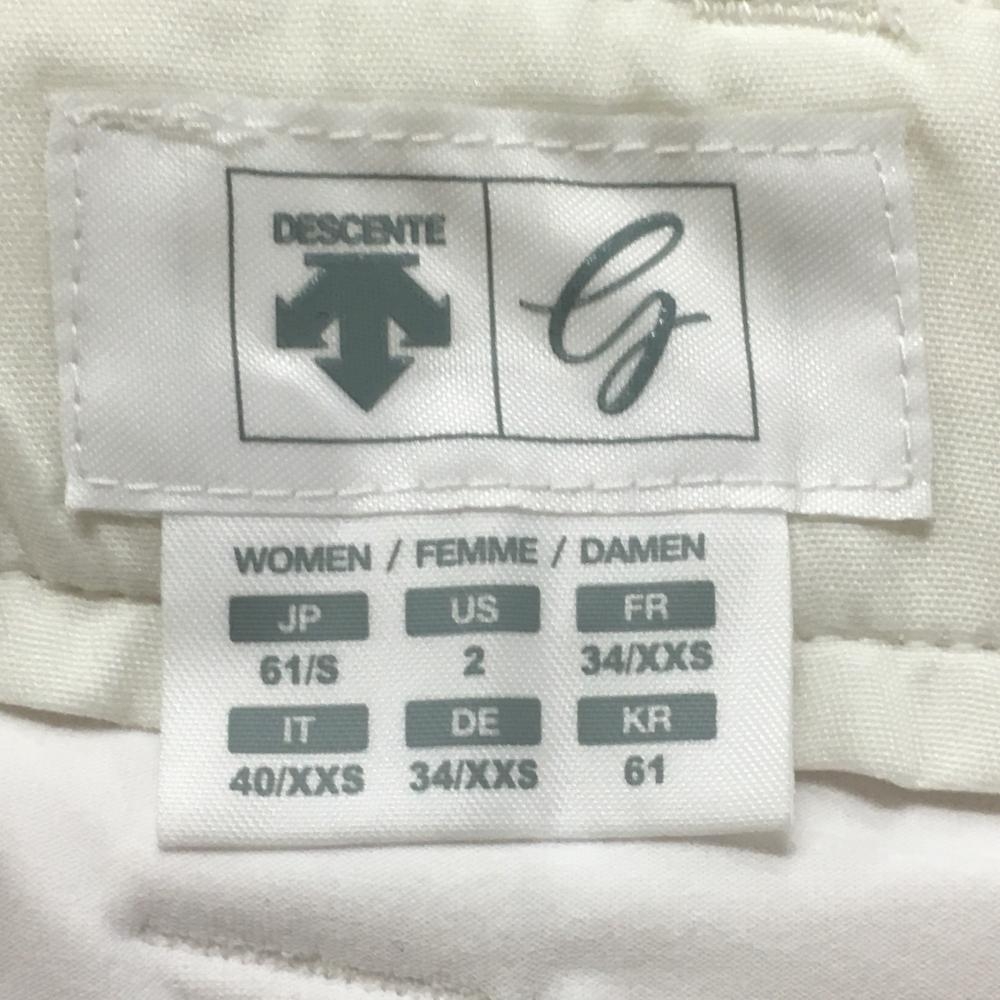 DESCENTE
G
WOMEN / FEMME / DAMEN
JP US FR
61/S 2 34/XXS
IT DE KR
40/XXS 34/XXS 61